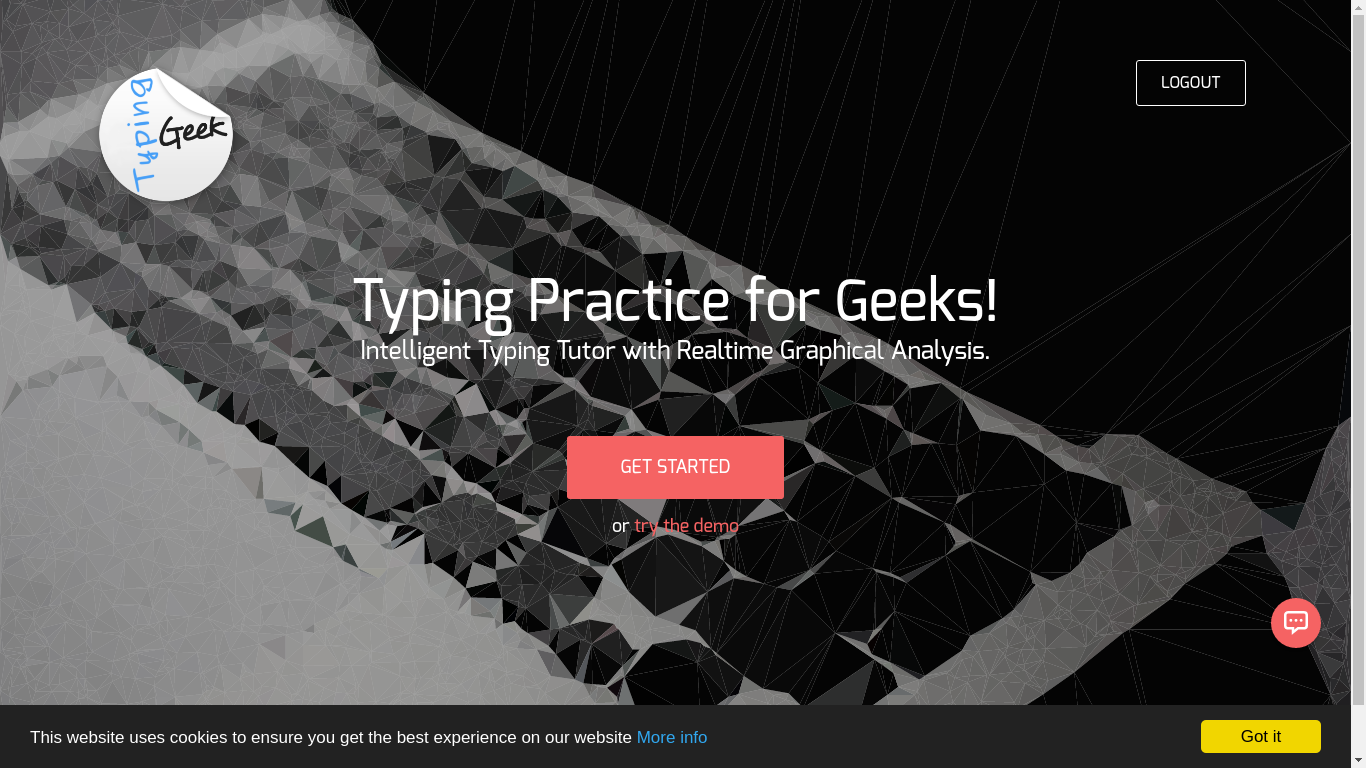 Typing
Geek
LOGOUT
Typing Practice for Geeks!
Intelligent Typing Tutor with Realtime Graphical Analysis.
GET STARTED
or try the demo
This website uses cookies to ensure you get the best experience on our website More info
Got it